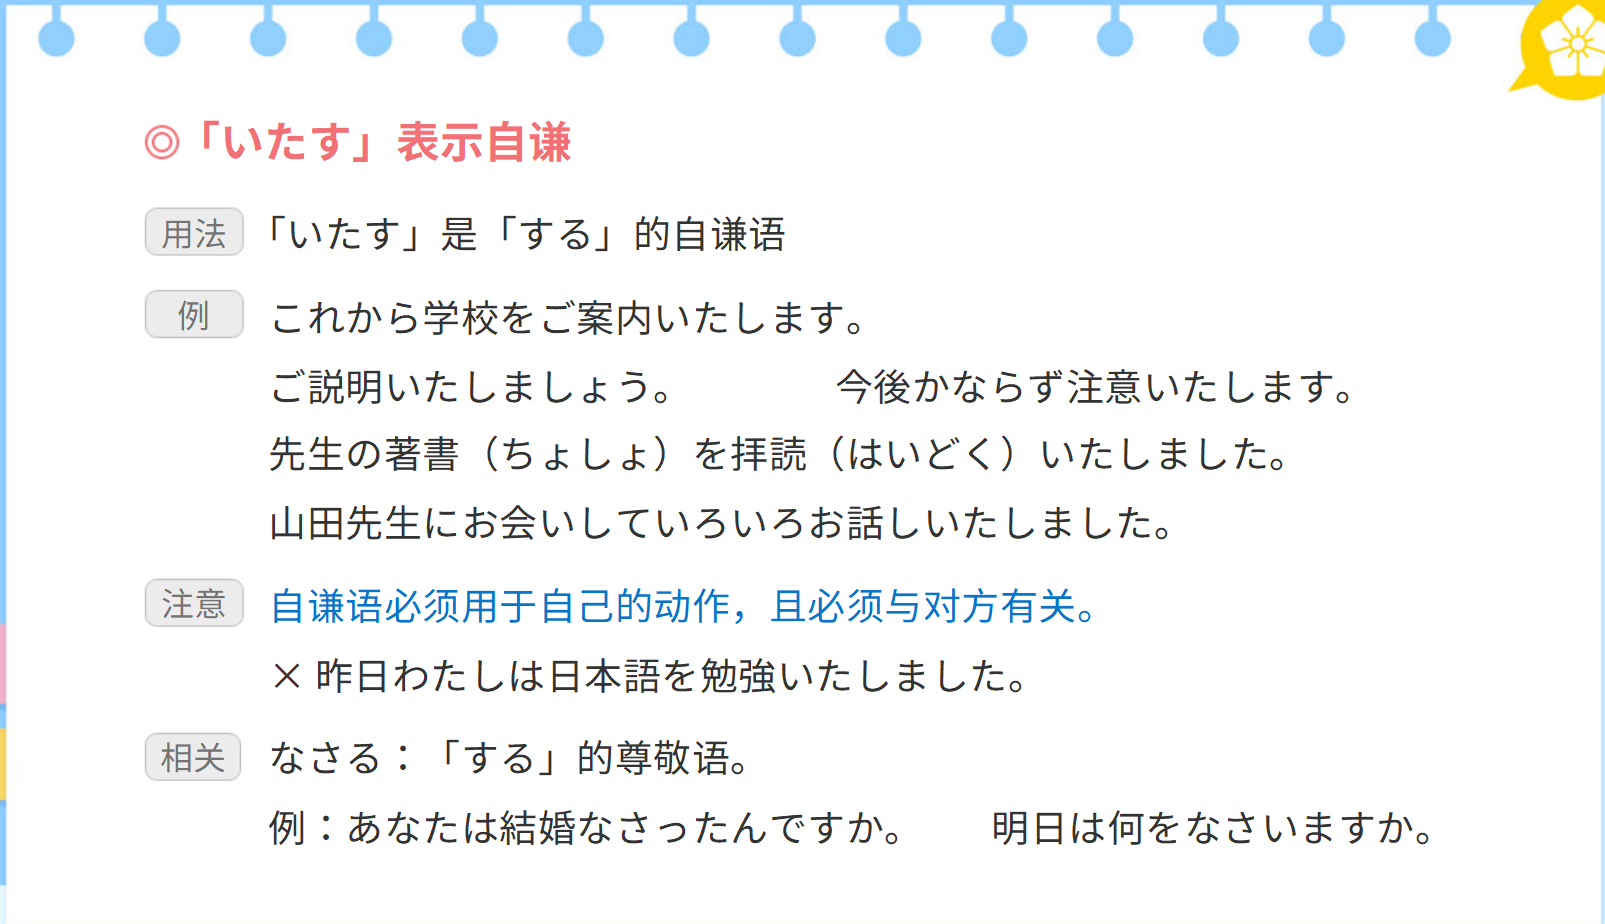 ◎「いたす」表示自谦
用法 「いたす」是「する」的自谦语
例 これから学校をご案内いたします。
ご説明いたしましょう。 今後かならず注意いたします。
先生の著書（ちょしょ）を拝読（はいどく）いたしました。
山田先生にお会いしていろいろお話しいたしました。
注意 自谦语必须用于自己的动作，且必须与对方有关。
× 昨日わたしは日本語を勉強いたしました。
相关 なさる：「する」的尊敬语。
例：あなたは結婚なさったんですか。 明日は何をなさいますか。